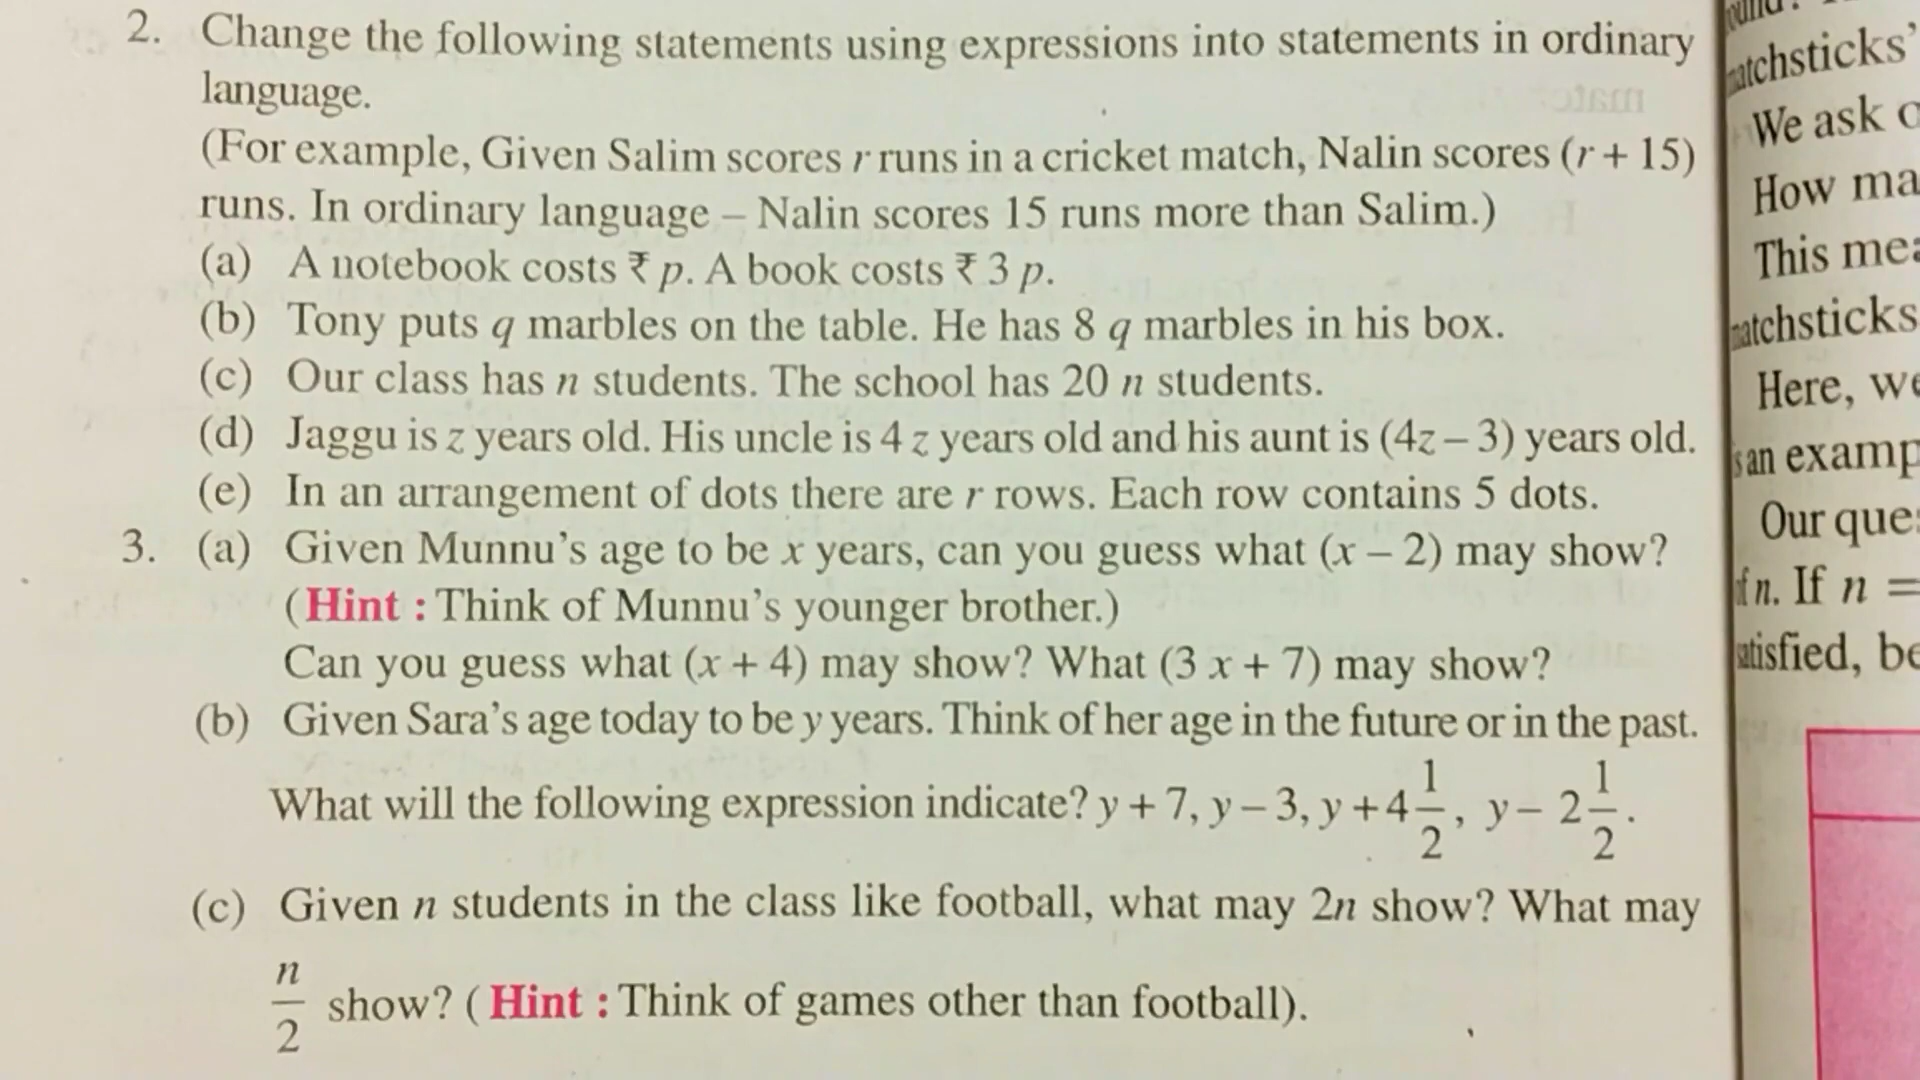 2. Change the following statements using expressions into statements in ordinary
language.
(For example, Given Salim scores r runs in a cricket match, Nalin scores (r + 15)
runs. In ordinary language – Nalin scores 15 runs more than Salim.)
(a) A notebook costs ₹ p. A book costs ₹ 3 p.
(b) Tony puts q marbles on the table. He has 8 q marbles in his box.
(c) Our class has n students. The school has 20 n students.
(d) Jaggu is z years old. His uncle is 4 z years old and his aunt is (4z – 3) years old.
(e) In an arrangement of dots there are r rows. Each row contains 5 dots.
3. (a) Given Munnu's age to be x years, can you guess what (x – 2) may show?
(Hint : Think of Munnu's younger brother.)
Can you guess what (x + 4) may show? What (3 x + 7) may show?
(b) Given Sara's age today to be y years. Think of her age in the future or in the past.
What will the following expression indicate? y + 7, y – 3, y + 4 1/2, y – 2 1/2.
(c) Given n students in the class like football, what may 2n show? What may
n/2 show? ( Hint : Think of games other than football).
We ask
How
This
Here,
an
Our
n. If n =